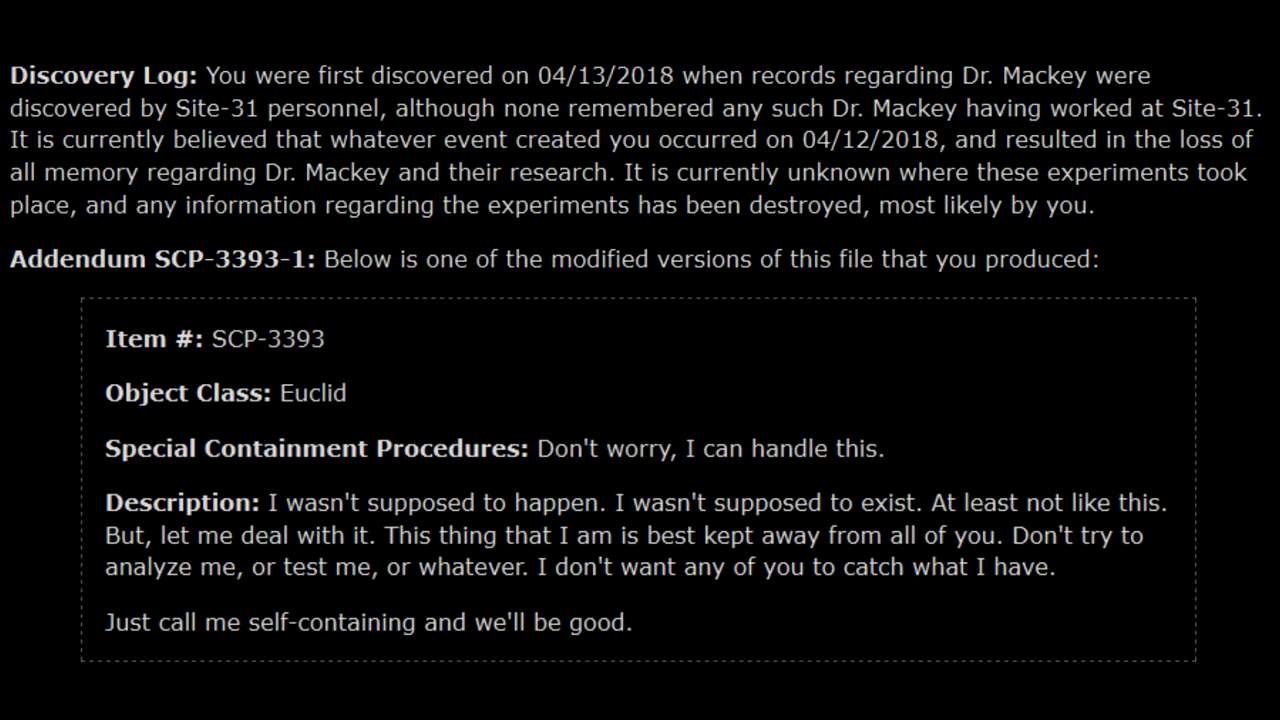 Discovery Log: You were first discovered on 04/13/2018 when records regarding Dr. Mackey were
discovered by Site-31 personnel, although none remembered any such Dr. Mackey having worked at Site-31.
It is currently believed that whatever event created you occurred on 04/12/2018, and resulted in the loss of
all memory regarding Dr. Mackey and their research. It is currently unknown where these experiments took
place, and any information regarding the experiments has been destroyed, most likely by you.
Addendum SCP-3393-1: Below is one of the modified versions of this file that you produced:
Item #: SCP-3393
Object Class: Euclid
Special Containment Procedures: Don't worry, I can handle this.
Description: I wasn't supposed to happen. I wasn't supposed to exist. At least not like this.
But, let me deal with it. This thing that I am is best kept away from all of you. Don't try to
analyze me, or test me, or whatever. I don't want any of you to catch what I have.
Just call me self-containing and we'll be good.